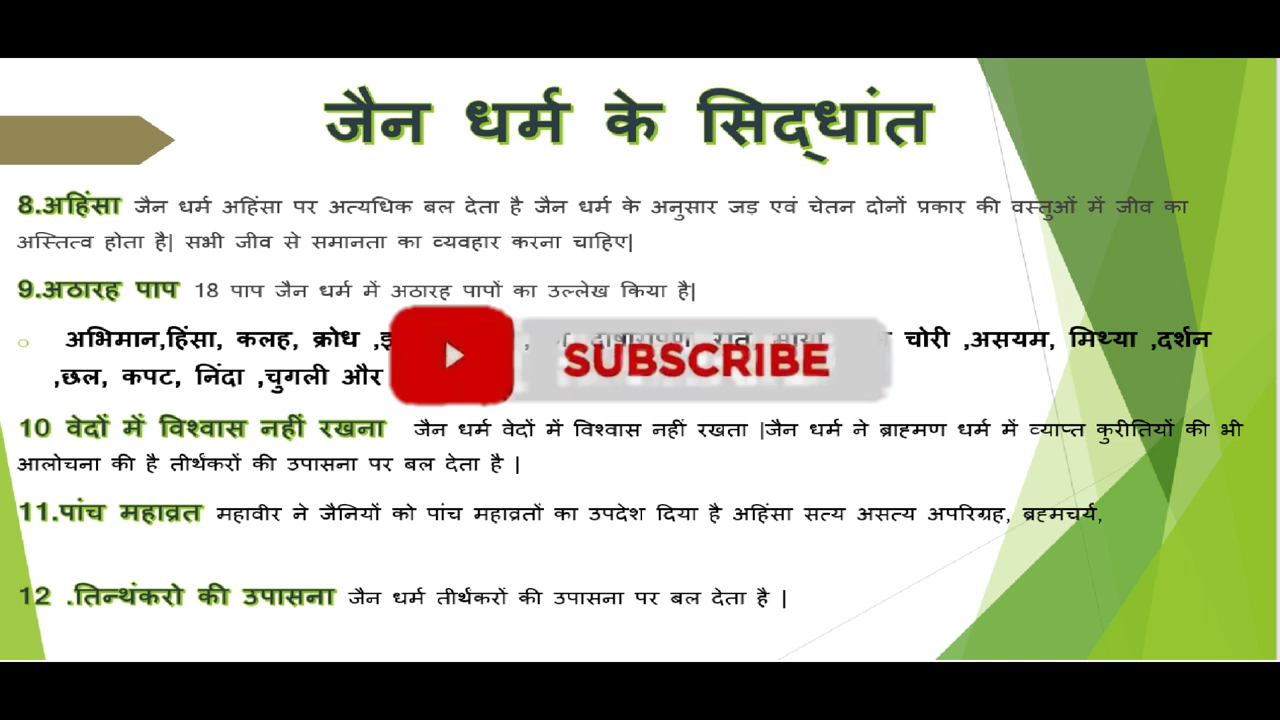 जैन धर्म के सिद्धांत
8.अहिंसा जैन धर्म अहिंसा पर अत्यधिक बल देता है जैन धर्म के अनुसार जड़ एवं चेतन दोनों प्रकार की वस्तुओं में जीव का
अस्तित्व होता है| सभी जीव से समानता का व्यवहार करना चाहिए|
9.अठारह पाप 18 पाप जैन धर्म में अठारह पापों का उल्लेख किया है|
अभिमान,हिंसा, कलह, क्रोध , चोरी ,असयम, मिथ्या ,दर्शन
SUBSCRIBE
,छल, कपट, निंदा ,चुगली और
10 वेदों में विश्वास नहीं रखना जैन धर्म वेदों में विश्वास नहीं रखता |जैन धर्म ने ब्राह्मण धर्म में व्याप्त कुरीतियों की भी
आलोचना की है तीर्थकरों की उपासना पर बल देता है |
11.पांच महाव्रत महावीर ने जैनियों को पांच महाव्रतों का उपदेश दिया है अहिंसा सत्य असत्य अपरिग्रह, ब्रह्मचर्य,
12 .तिन्थंकरो की उपासना जैन धर्म तीर्थकरों की उपासना पर बल देता है |